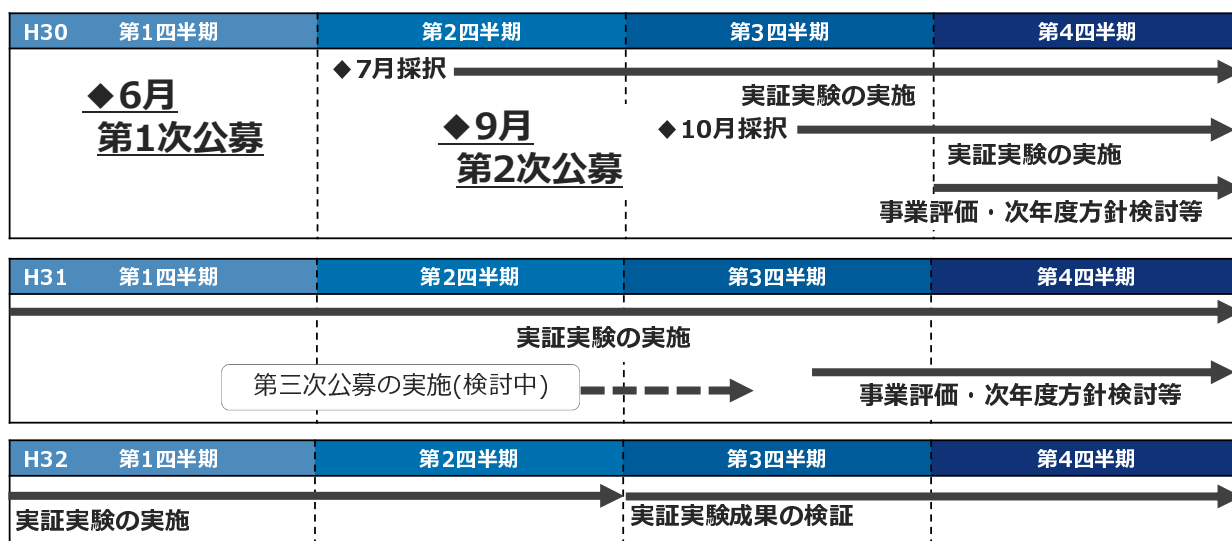 H30 第1四半期 第2四半期 第3四半期 第4四半期
◆6月
第1次公募
◆7月採択
実証実験の実施
◆9月
第2次公募
◆10月採択
実証実験の実施
事業評価・次年度方針検討等
H31 第1四半期 第2四半期 第3四半期 第4四半期
実証実験の実施
第三次公募の実施(検討中)
事業評価・次年度方針検討等
H32 第1四半期 第2四半期 第3四半期 第4四半期
実証実験の実施
実証実験成果の検証